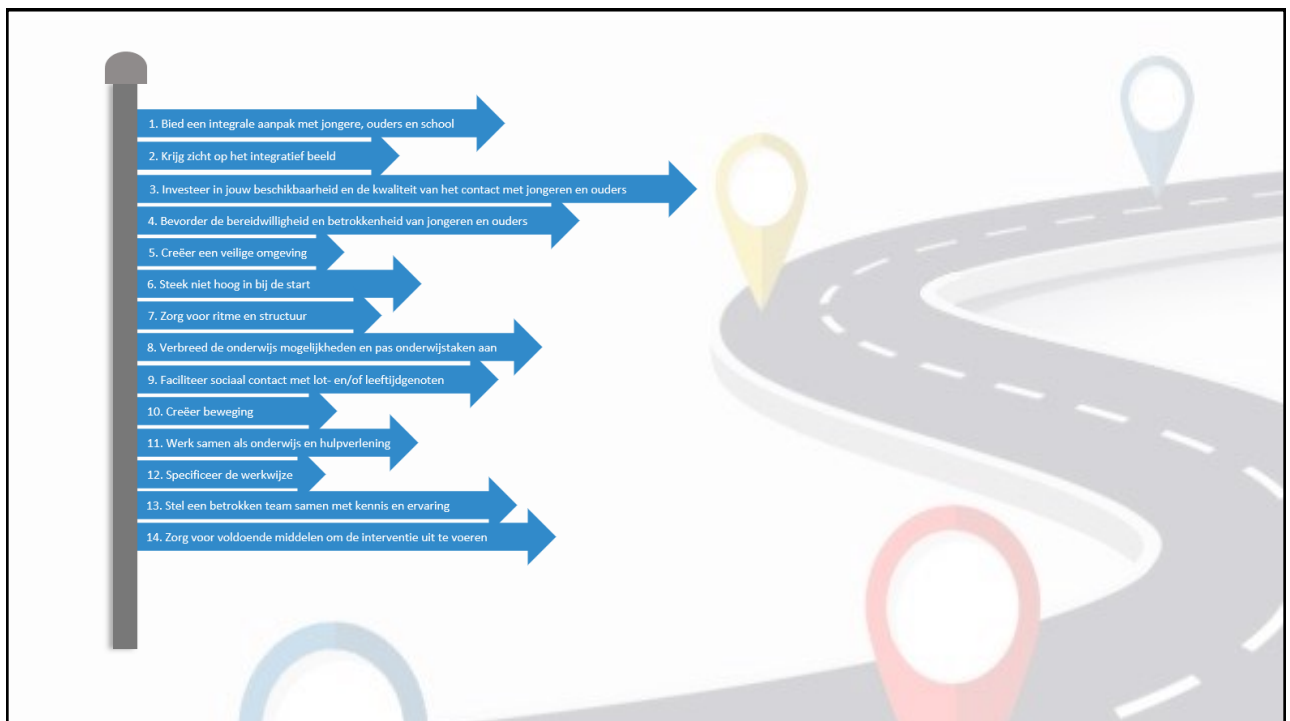 1. Bied een integrale aanpak met jongere, ouders en school
2. Krijg zicht op het integratief beeld
3. Investeer in jouw beschikbaarheid en de kwaliteit van het contact met jongeren en ouders
4. Bevorder de bereidwilligheid en betrokkenheid van jongeren en ouders
5. Creëer een veilige omgeving
6. Steek niet hoog in bij de start
7. Zorg voor ritme en structuur
8. Verbreed de onderwijs mogelijkheden en pas onderwijstaken aan
9. Faciliteer sociaal contact met lot- en/of leeftijdgenoten
10. Creëer beweging
11. Werk samen als onderwijs en hulpverlening
12. Specificeer de werkwijze
13. Stel een betrokken team samen met kennis en ervaring
14. Zorg voor voldoende middelen om de interventie uit te voeren